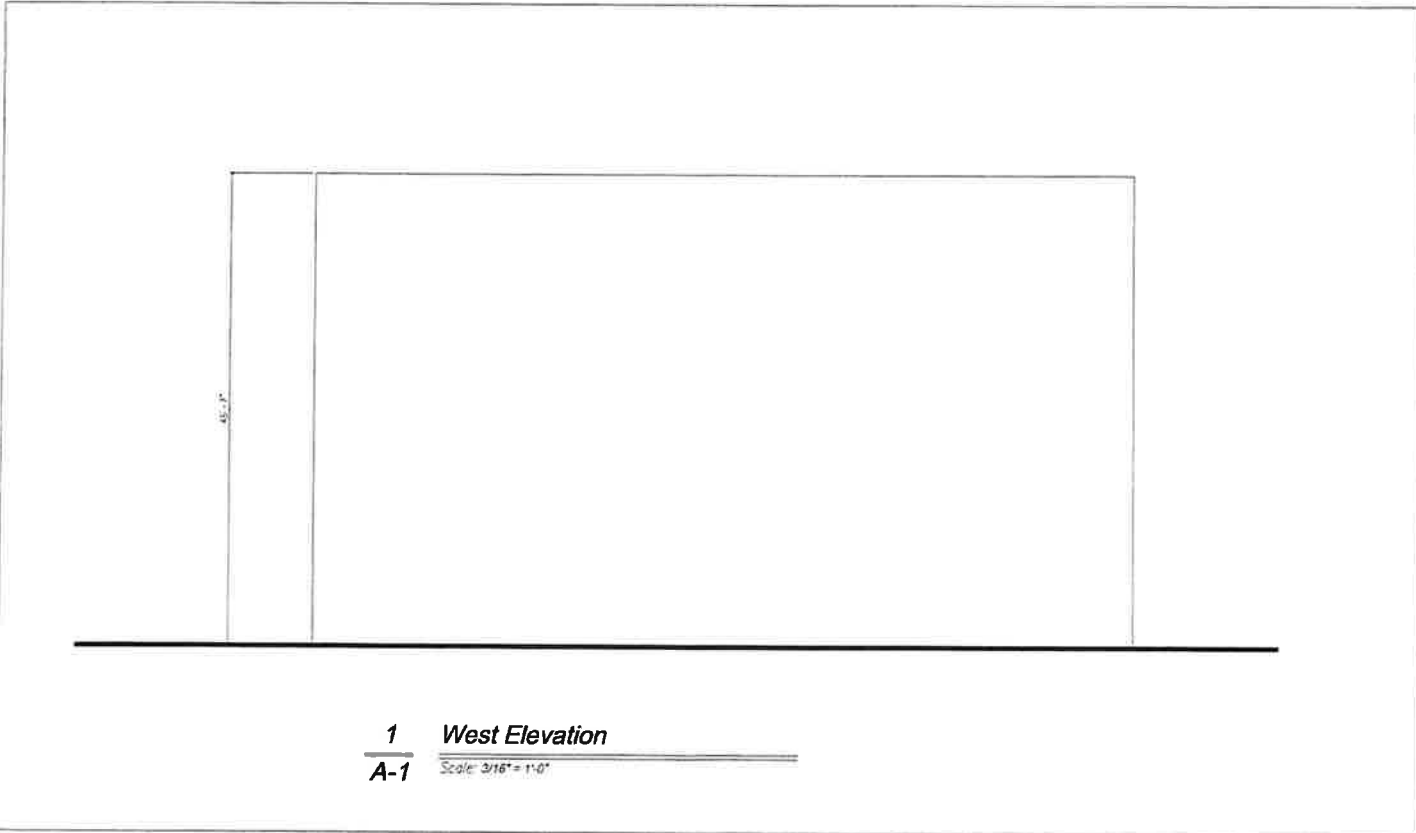 1 West Elevation
A-1 Scale: 3/16" = 1'-0"